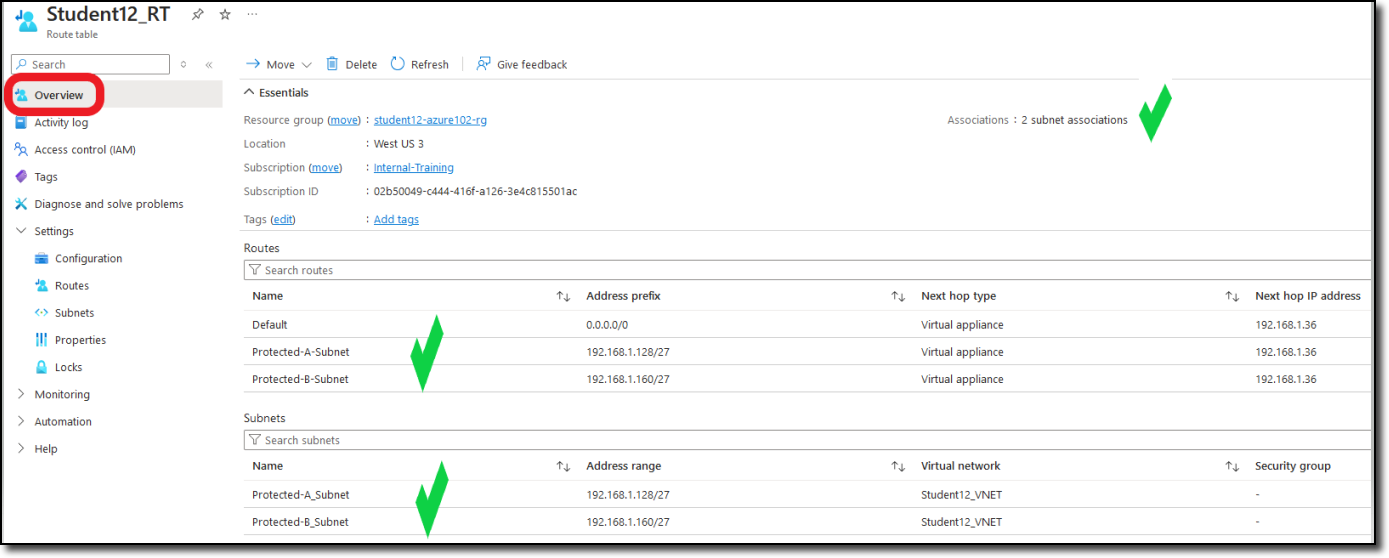 Student12_RT
Route table
Search
Overview
Activity log
Access control (IAM)
Tags
Diagnose and solve problems
Settings
Configuration
Routes
Subnets
Properties
Locks
Monitoring
Automation
Help
Move Delete Refresh Give feedback
Essentials
Resource group (move) : student12-azure102-rg Associations : 2 subnet associations
Location : West US 3
Subscription (move) : Internal-Training
Subscription ID : 02b50049-c444-416f-a126-3e4c815501ac
Tags (edit) : Add tags
Routes
Search routes
Name Address prefix Next hop type Next hop IP address
Default 0.0.0.0/0 Virtual appliance 192.168.1.36
Protected-A-Subnet 192.168.1.128/27 Virtual appliance 192.168.1.36
Protected-B-Subnet 192.168.1.160/27 Virtual appliance 192.168.1.36
Subnets
Search subnets
Name Address range Virtual network Security group
Protected-A_Subnet 192.168.1.128/27 Student12_VNET -
Protected-B_Subnet 192.168.1.160/27 Student12_VNET -